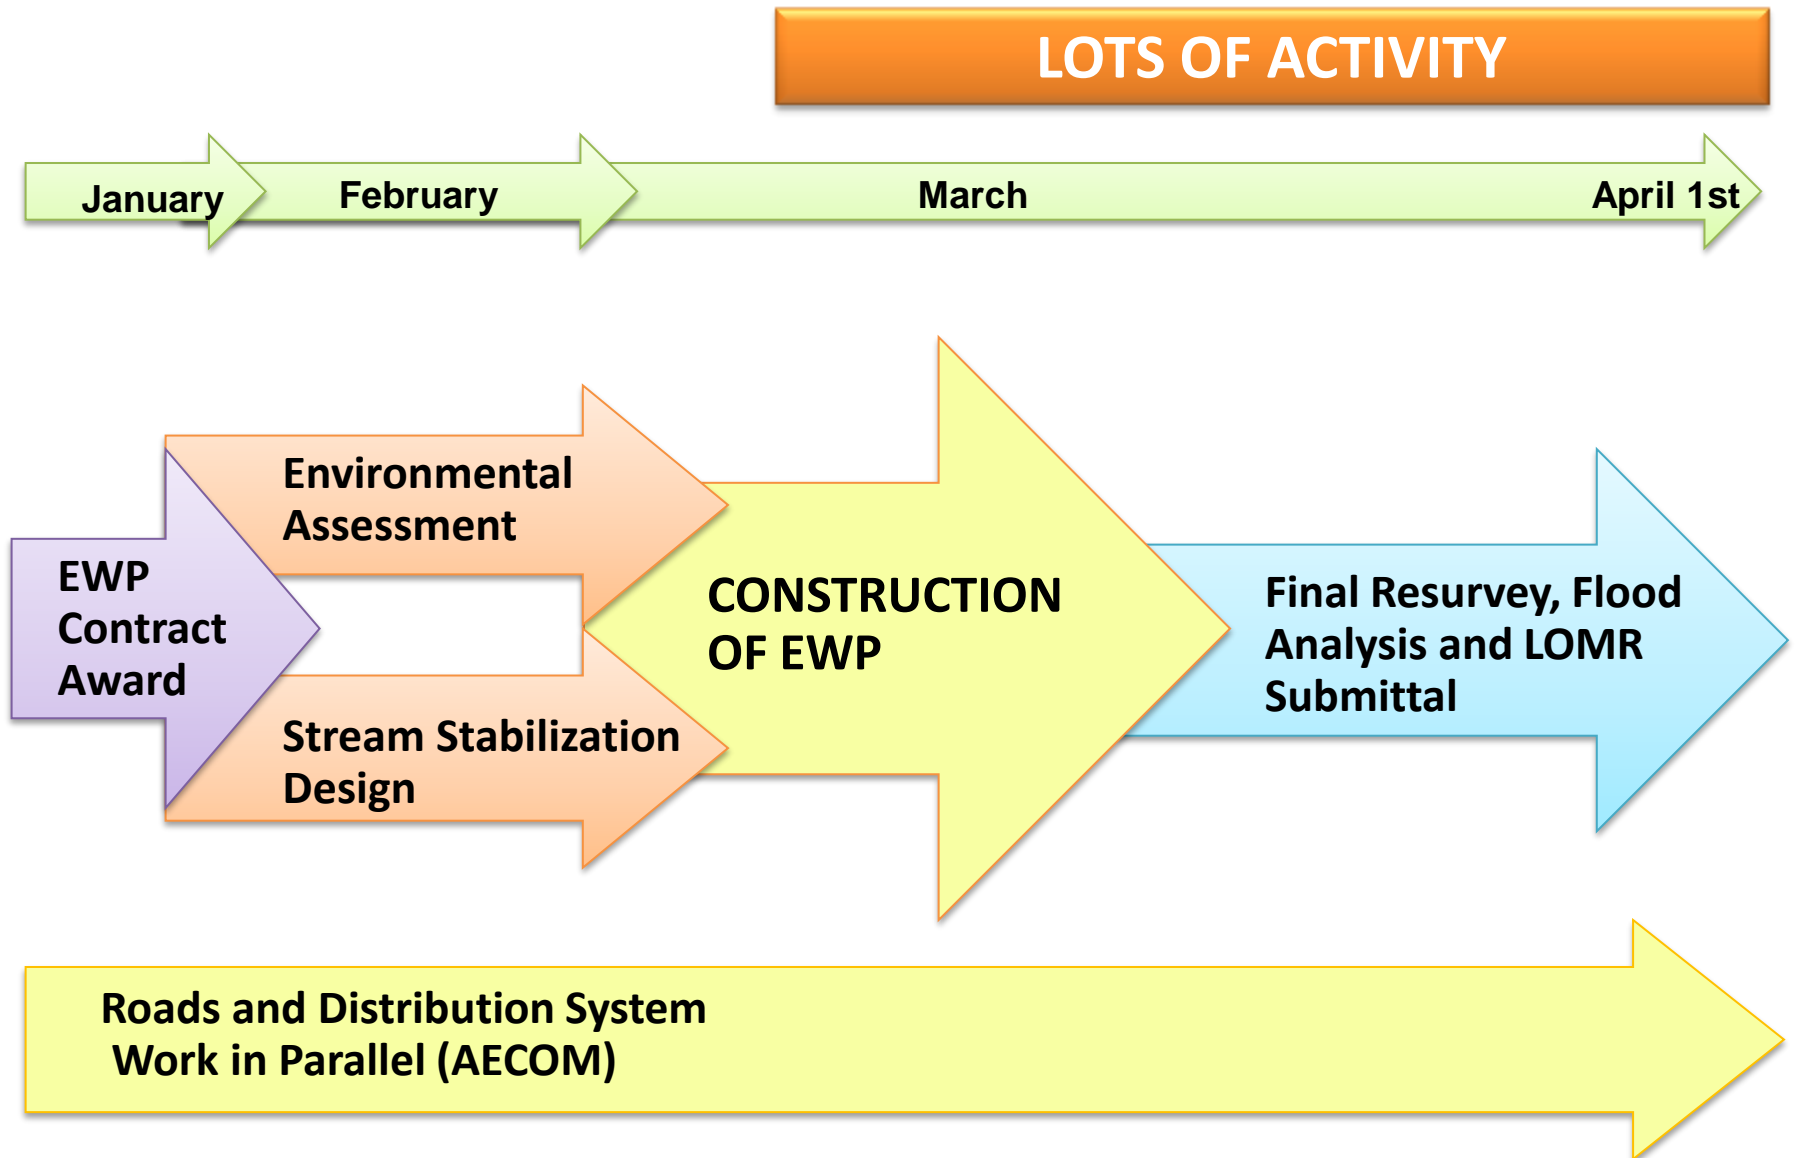 LOTS OF ACTIVITY
January
February
March
April 1st
Environmental
Assessment
EWP
Contract
Award
CONSTRUCTION
OF EWP
Final Resurvey, Flood
Analysis and LOMR
Submittal
Stream Stabilization
Design
Roads and Distribution System
Work in Parallel (AECOM)